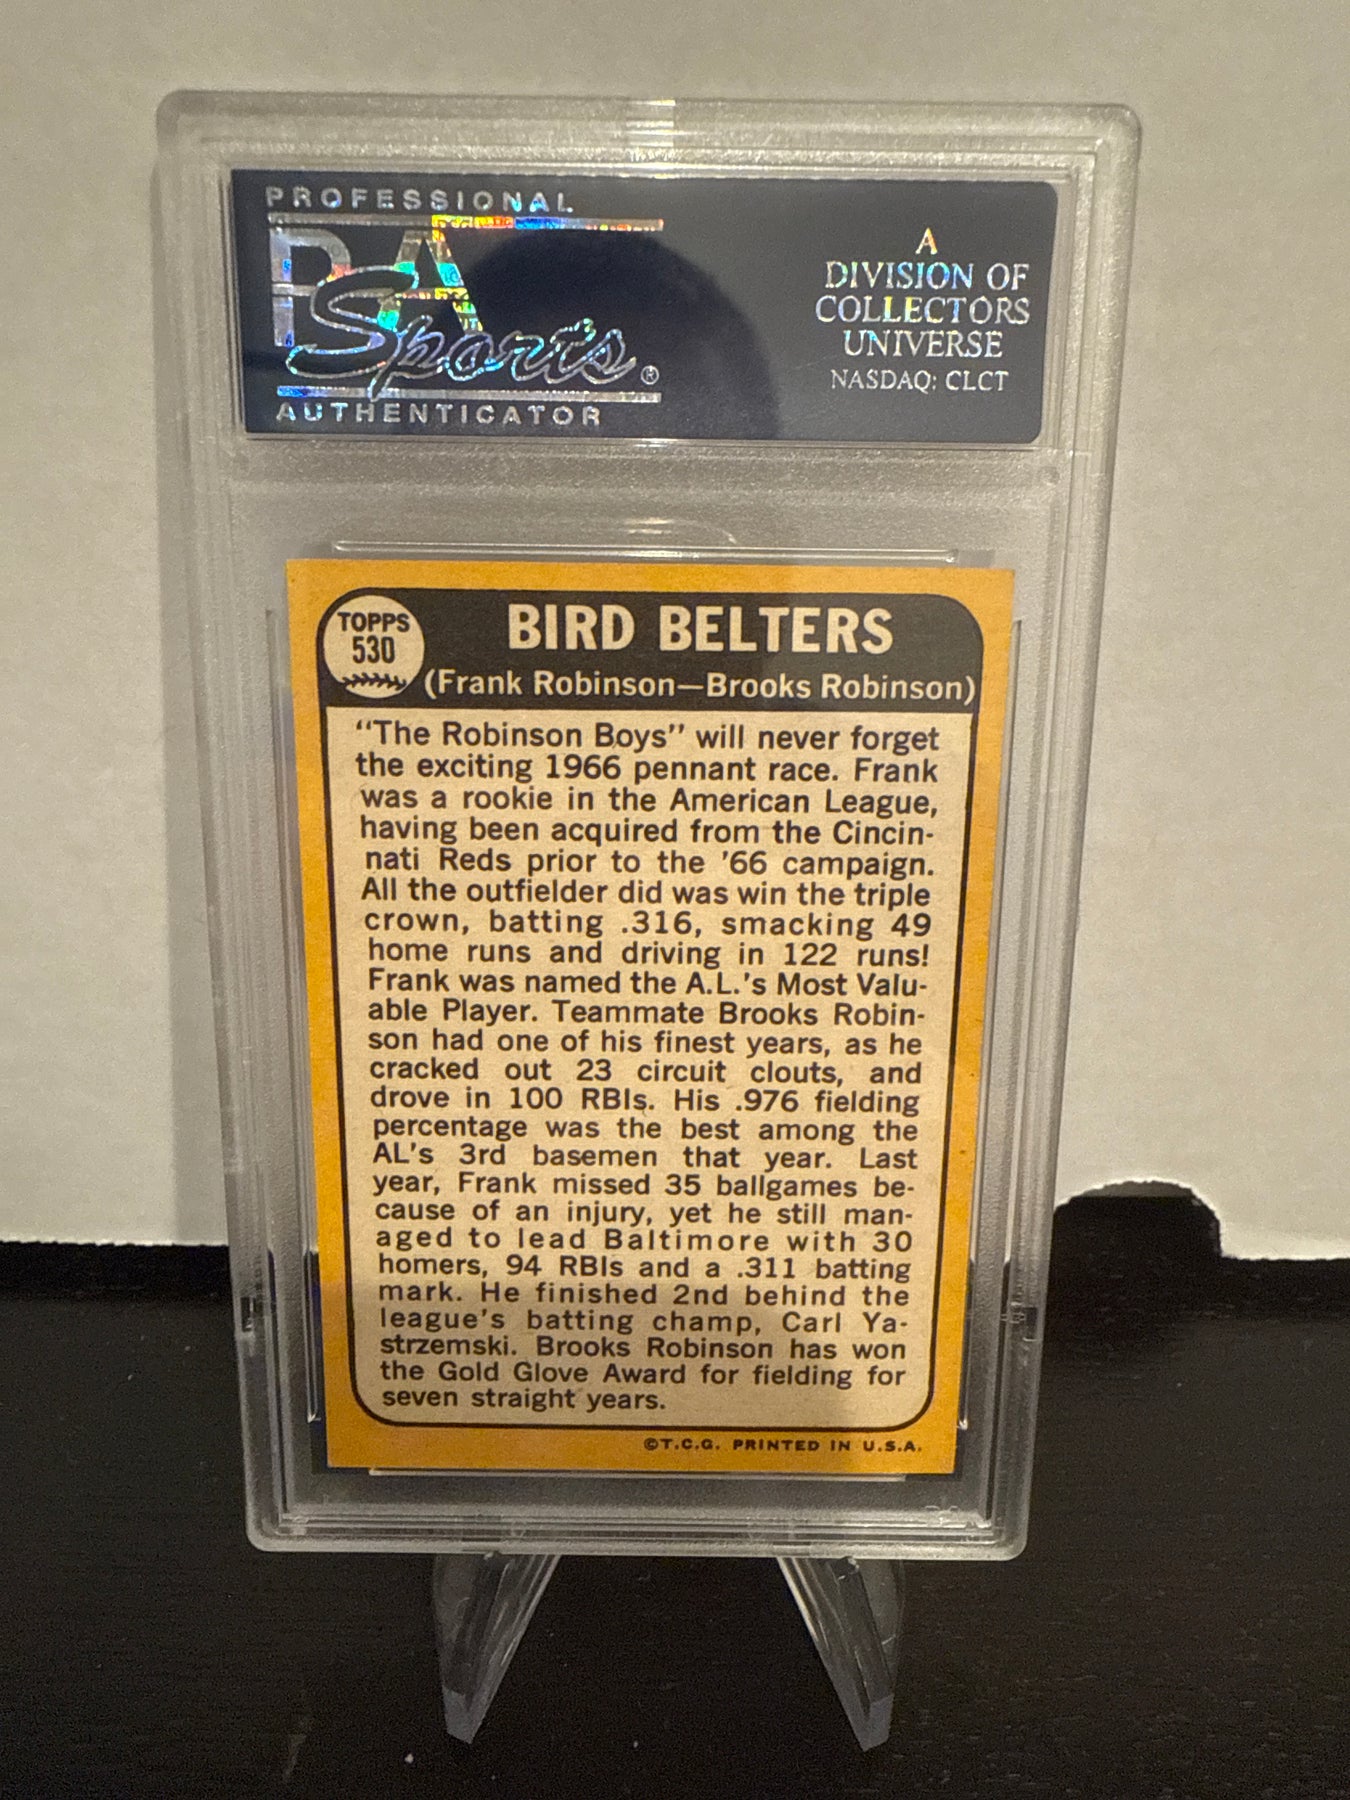 PROFESSIONAL
PSA
Sports®
AUTHENTICATOR
A
DIVISION OF
COLLECTORS
UNIVERSE
NASDAQ: CLCT
TOPPS
530
BIRD BELTERS
(Frank Robinson—Brooks Robinson)
"The Robinson Boys" will never forget
the exciting 1966 pennant race. Frank
was a rookie in the American League,
having been acquired from the Cincin-
nati Reds prior to the '66 campaign.
All the outfielder did was win the triple
crown, batting .316, smacking 49
home runs and driving in 122 runs!
Frank was named the A.L.'s Most Valu-
able Player. Teammate Brooks Robin-
son had one of his finest years, as he
cracked out 23 circuit clouts, and
drove in 100 RBIs. His .976 fielding
percentage was the best among the
AL's 3rd basemen that year. Last
year, Frank missed 35 ballgames be-
cause of an injury, yet he still man-
aged to lead Baltimore with 30
homers, 94 RBIs and a .311 batting
mark. He finished 2nd behind the
league's batting champ, Carl Ya-
strzemski. Brooks Robinson has won
the Gold Glove Award for fielding for
seven straight years.
©T.C.G. PRINTED IN U.S.A.